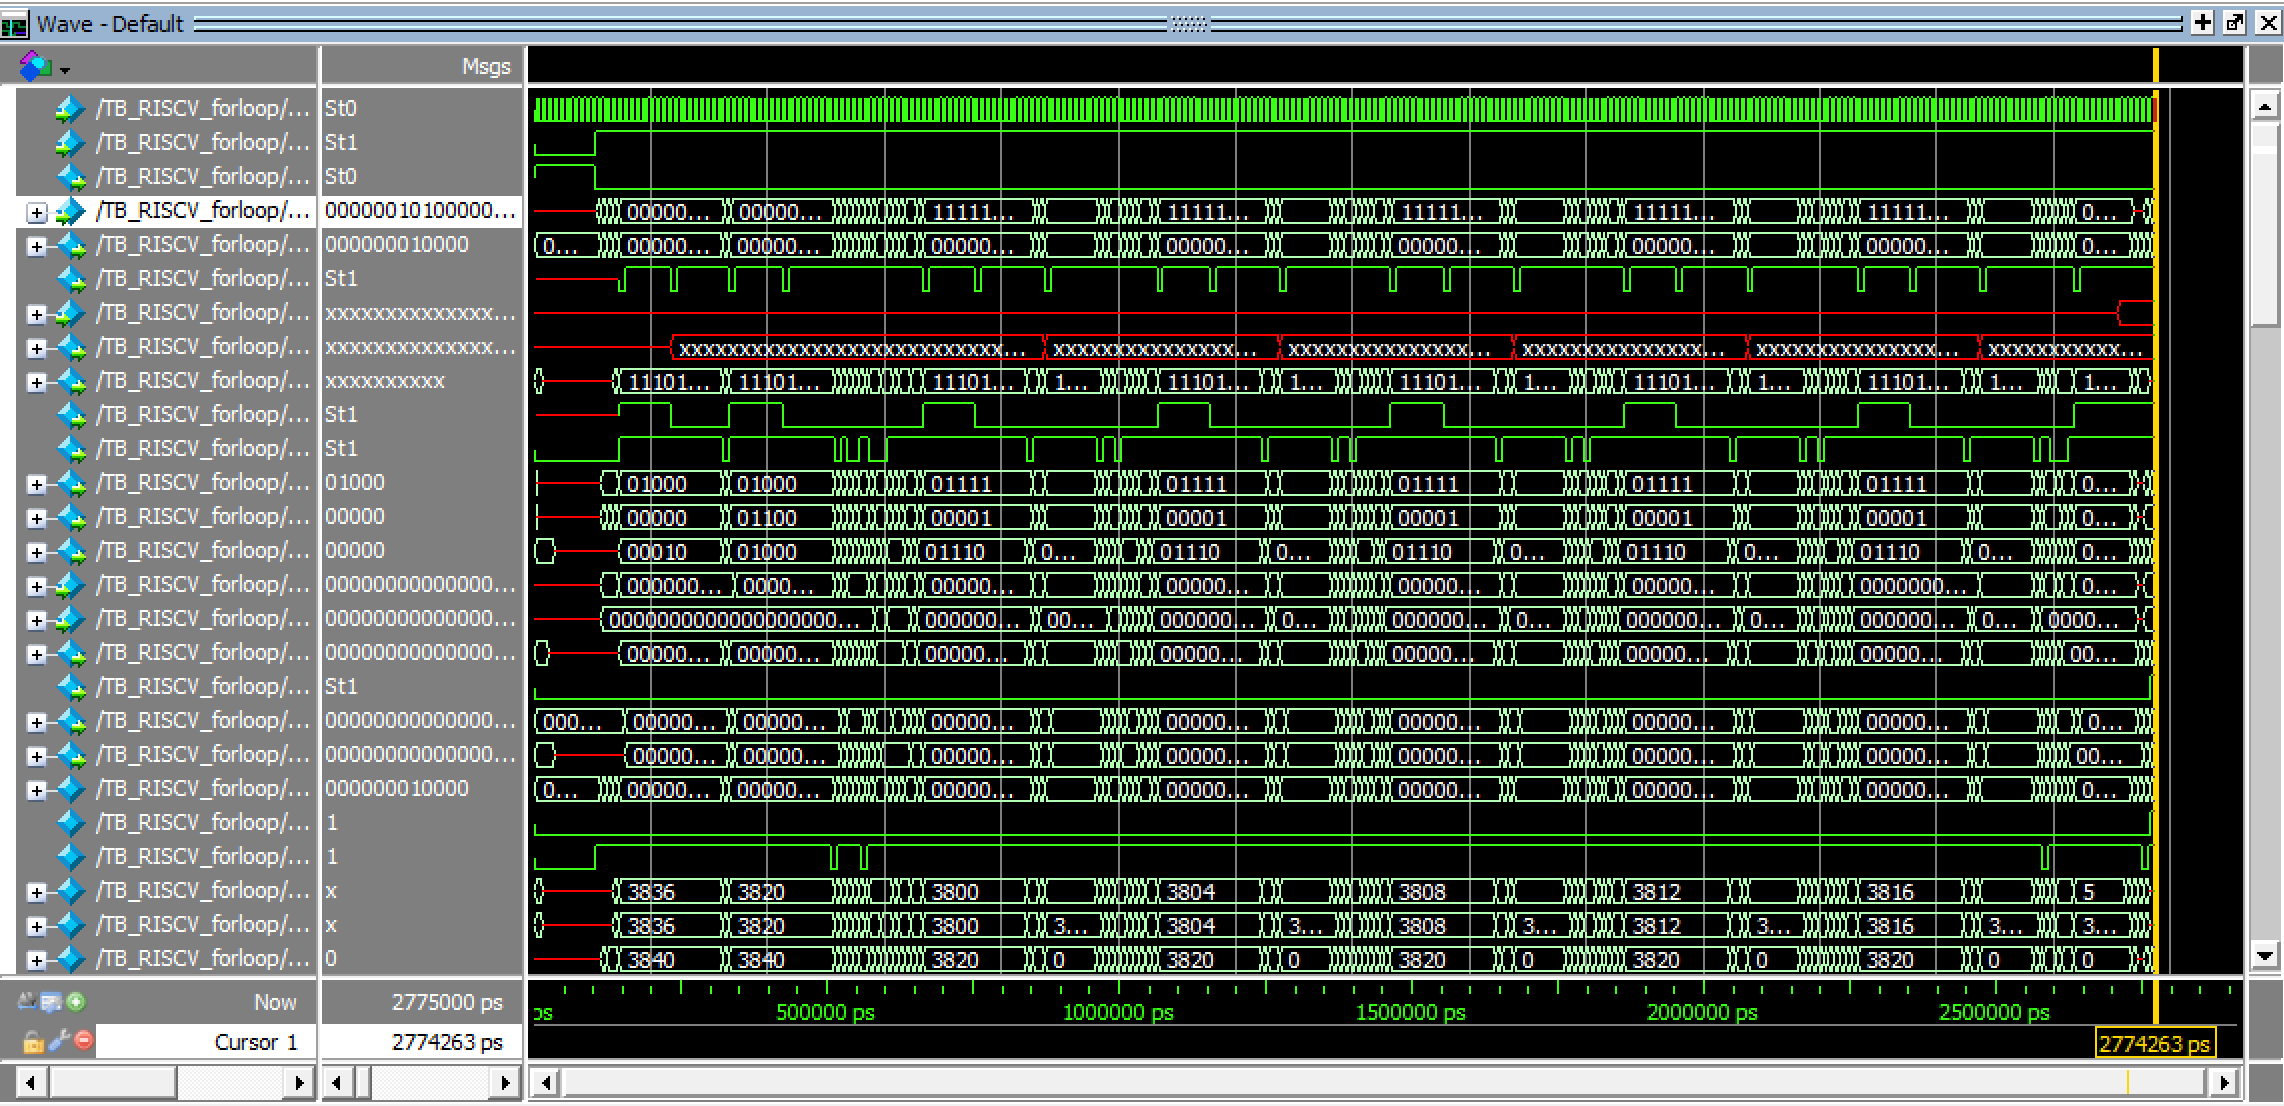 Wave - Default
Msgs
/TB_RISCV_forloop/... St0
/TB_RISCV_forloop/... St1
/TB_RISCV_forloop/... St0
/TB_RISCV_forloop/... 00000010100000... 00000... 00000... 11111... 11111... 11111... 11111... 11111... 0...
/TB_RISCV_forloop/... 000000010000 0... 00000... 00000... 00000... 00000... 00000... 00000... 00000... 0...
/TB_RISCV_forloop/... St1
/TB_RISCV_forloop/... xxxxxxxxxxxxxx...
/TB_RISCV_forloop/... xxxxxxxxxxxxxx... xxxxxxxxxxxxxxxxxxxxxxxxxxx... xxxxxxxxxxxxxxxxx... xxxxxxxxxxxxxxxxx... xxxxxxxxxxxxxxxxx... xxxxxxxxxxxxxxxxx... xxxxxxxxxxx...
/TB_RISCV_forloop/... xxxxxxxxxx 11101... 11101... 11101... 1... 11101... 1... 11101... 1... 11101... 1... 11101... 1... 1...
/TB_RISCV_forloop/... St1
/TB_RISCV_forloop/... St1
/TB_RISCV_forloop/... 01000 01000 01000 01111 01111 01111 01111 01111 0...
/TB_RISCV_forloop/... 00000 00000 01100 00001 00001 00001 00001 00001 0...
/TB_RISCV_forloop/... 00000 00010 01000 01110 0... 01110 0... 01110 0... 01110 0... 01110 0... 0...
/TB_RISCV_forloop/... 00000000000000... 000000... 0000... 00000... 00000... 00000... 00000... 0000000... 0...
/TB_RISCV_forloop/... 00000000000000... 0000000000000000000... 000000... 00... 000000... 0... 000000... 0... 000000... 0... 000000... 0... 0000...
/TB_RISCV_forloop/... 00000000000000... 00000... 00000... 00000... 00000... 00000... 00000... 00000... 00...
/TB_RISCV_forloop/... St1
/TB_RISCV_forloop/... 00000000000000... 000... 00000... 00000... 00000... 00000... 00000... 00000... 00000... 0...
/TB_RISCV_forloop/... 00000000000000... 00000... 00000... 00000... 00000... 00000... 00000... 00000... 00...
/TB_RISCV_forloop/... 000000010000 0... 00000... 00000... 00000... 00000... 00000... 00000... 00000... 0...
/TB_RISCV_forloop/... 1
/TB_RISCV_forloop/... 1
/TB_RISCV_forloop/... x 3836 3820 3800 3804 3808 3812 3816 5
/TB_RISCV_forloop/... x 3836 3820 3800 3... 3804 3... 3808 3... 3812 3... 3816 3... 3...
/TB_RISCV_forloop/... 0 3840 3840 3820 0 3820 0 3820 0 3820 0 3820 0 0
Now 2775000 ps ps 500000 ps 1000000 ps 1500000 ps 2000000 ps 2500000 ps
Cursor 1 2774263 ps 2774263 ps